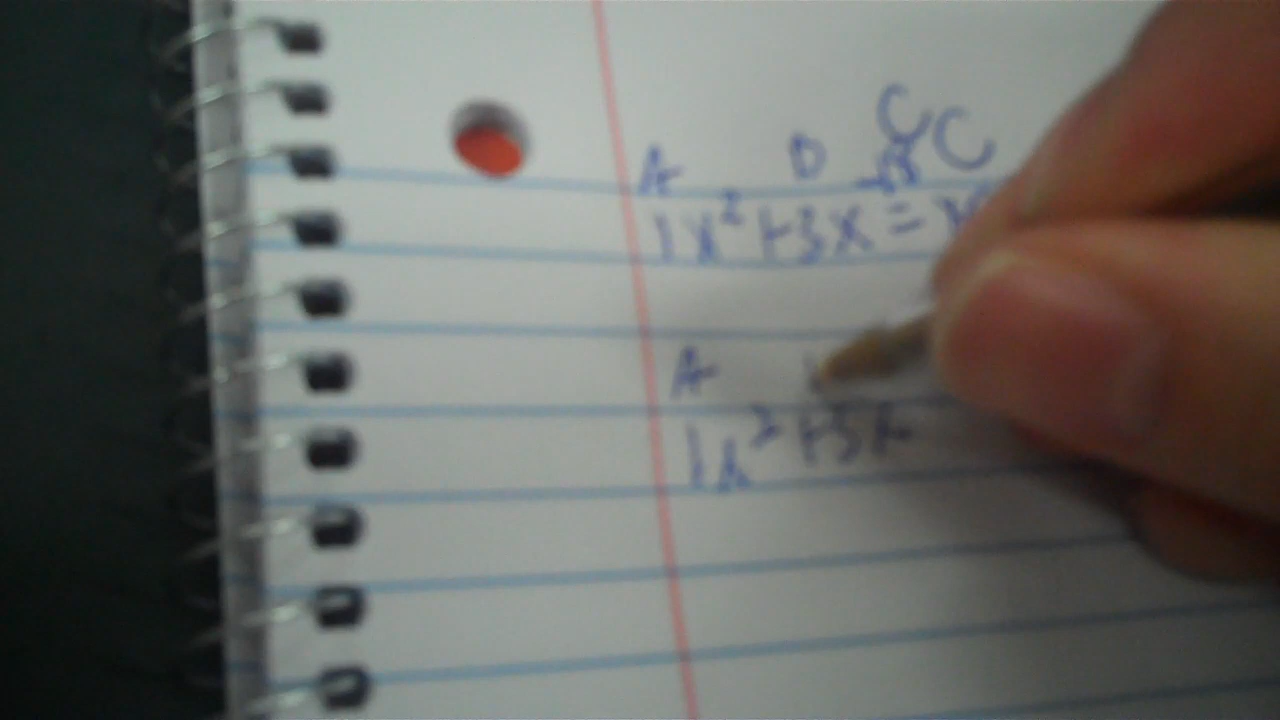 A B C C
1x² +3x =
A
1x² +3x